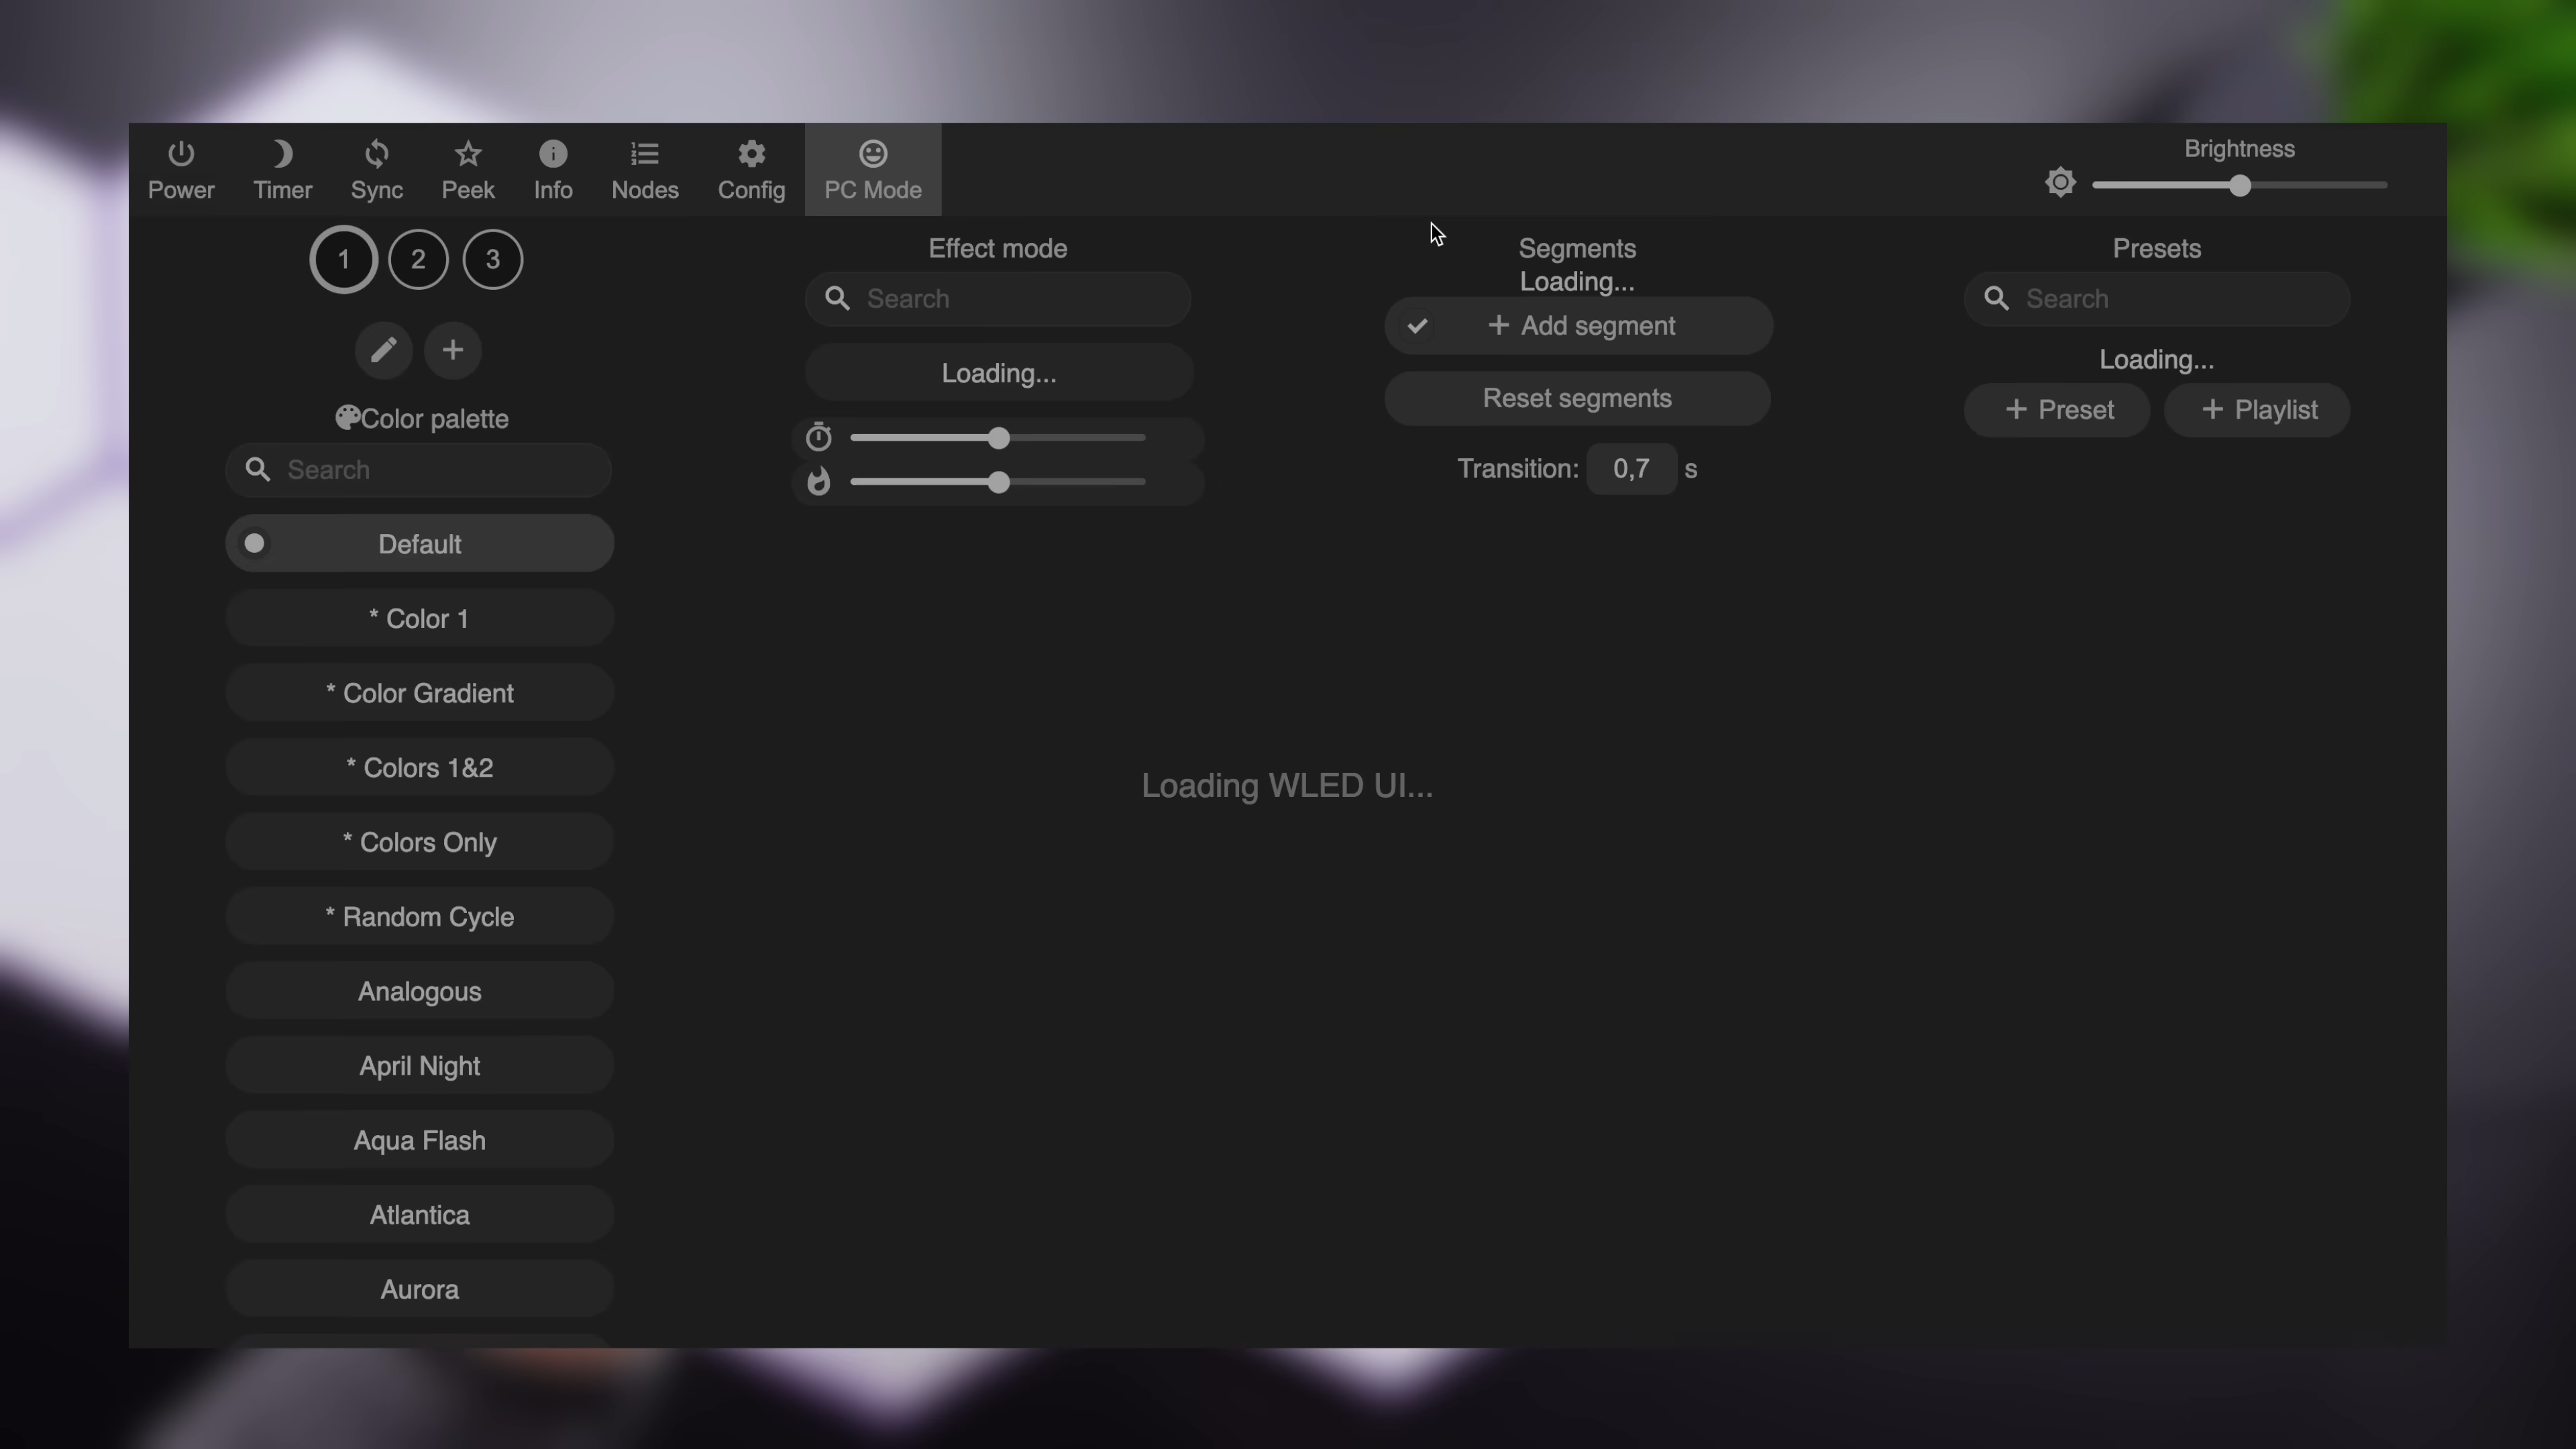 Power Timer Sync Peek Info Nodes Config PC Mode
Brightness
1 2 3
Color palette
Search
Default
* Color 1
* Color Gradient
* Colors 1&2
* Colors Only
* Random Cycle
Analogous
April Night
Aqua Flash
Atlantica
Aurora
Effect mode
Search
Loading...
Segments
Loading...
+ Add segment
Reset segments
Transition: 0,7 s
Presets
Search
Loading...
+ Preset + Playlist
Loading WLED UI...